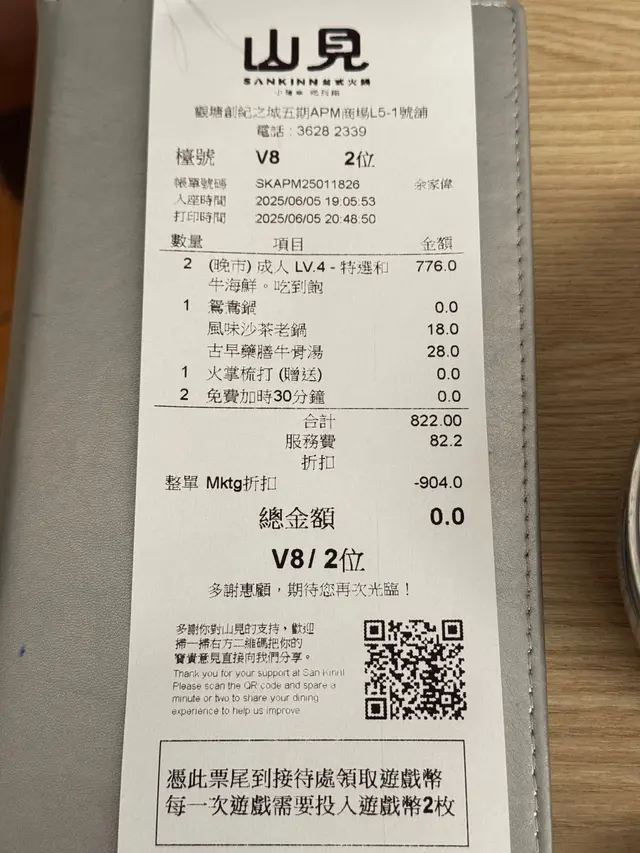 山見
SANKINN 台式火鍋
觀塘創紀之城五期APM商場L5-1號舖
電話 : 3628 2339
檯號 V8 2位
帳單號碼 SKAPM25011826 余家偉
入座時間 2025/06/05 19:05:53
打印時間 2025/06/05 20:48:50
數量 項目 金額
2 (晚市) 成人 LV.4 - 特選和 776.0
牛海鮮。吃到飽
1 鴛鴦鍋 0.0
風味沙茶老鍋 18.0
古早藥膳牛骨湯 28.0
1 火掌梳打 (贈送) 0.0
2 免費加時30分鐘 0.0
合計 822.00
服務費 82.2
折扣
整單 Mktg折扣 -904.0
總金額 0.0
V8 / 2位
多謝惠顧，期待您再次光臨！
多謝你對山見的支持，歡迎
掃一掃右方二維碼把你的
寶貴意見直接向我們分享。
Thank you for your support at San Kinn!
Please scan the QR code and spare a
minute or two to share your dining
experience to help us improve
憑此票尾到接待處領取遊戲幣
每一次遊戲需要投入遊戲幣2枚